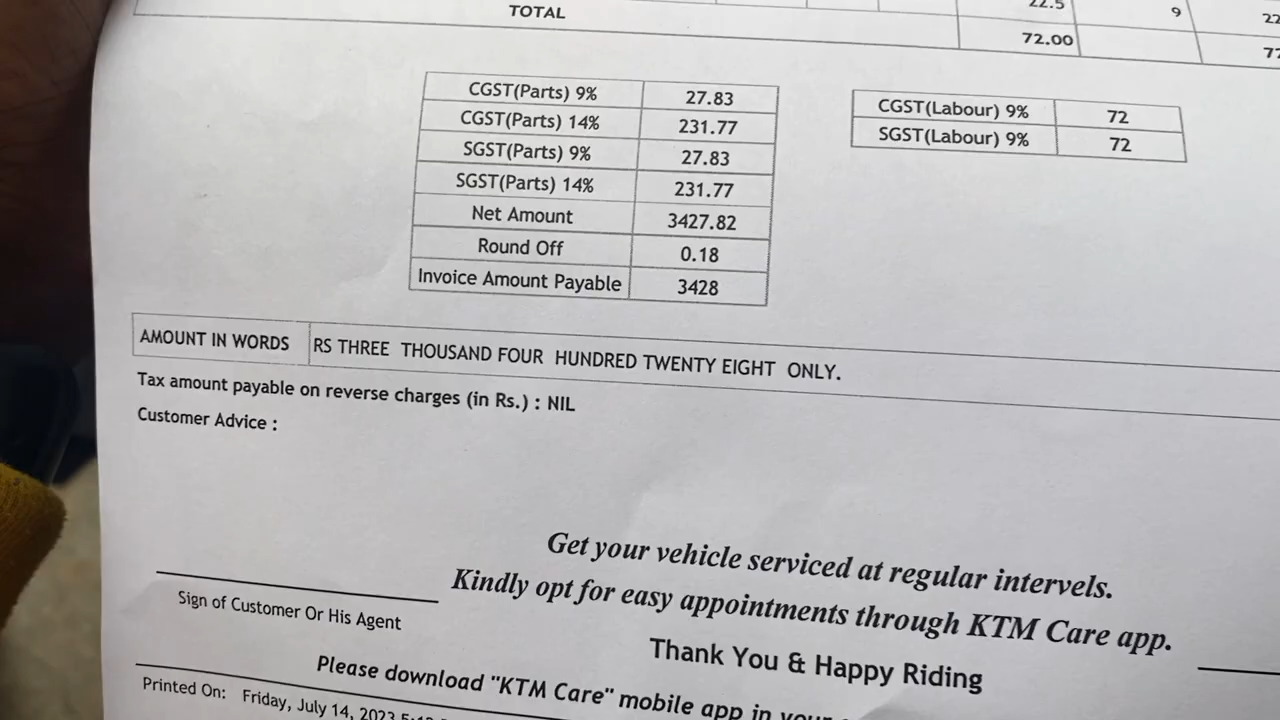 22.5 9
TOTAL 72.00
CGST(Parts) 9% 27.83
CGST(Parts) 14% 231.77
SGST(Parts) 9% 27.83
SGST(Parts) 14% 231.77
Net Amount 3427.82
Round Off 0.18
Invoice Amount Payable 3428
CGST(Labour) 9% 72
SGST(Labour) 9% 72
AMOUNT IN WORDS RS THREE THOUSAND FOUR HUNDRED TWENTY EIGHT ONLY.
Tax amount payable on reverse charges (in Rs.) : NIL
Customer Advice :
Get your vehicle serviced at regular intervels.
Kindly opt for easy appointments through KTM Care app.
Sign of Customer Or His Agent
Thank You & Happy Riding
Please download "KTM Care" mobile app in your
Printed On: Friday, July 14, 2023